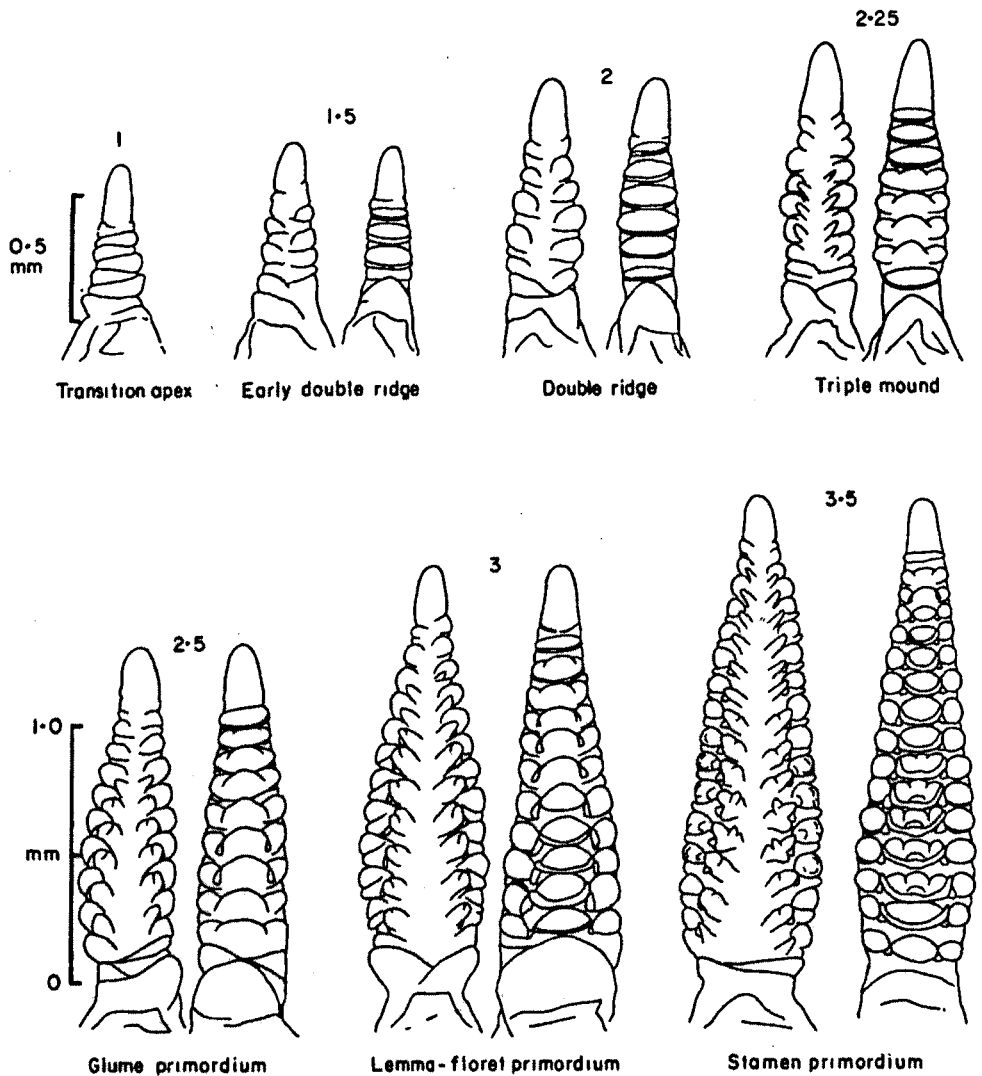 1
1·5
2
2·25
0·5
mm
Transition apex
Early double ridge
Double ridge
Triple mound
2·5
3
3·5
1·0
mm
0
Glume primordium
Lemma-floret primordium
Stamen primordium